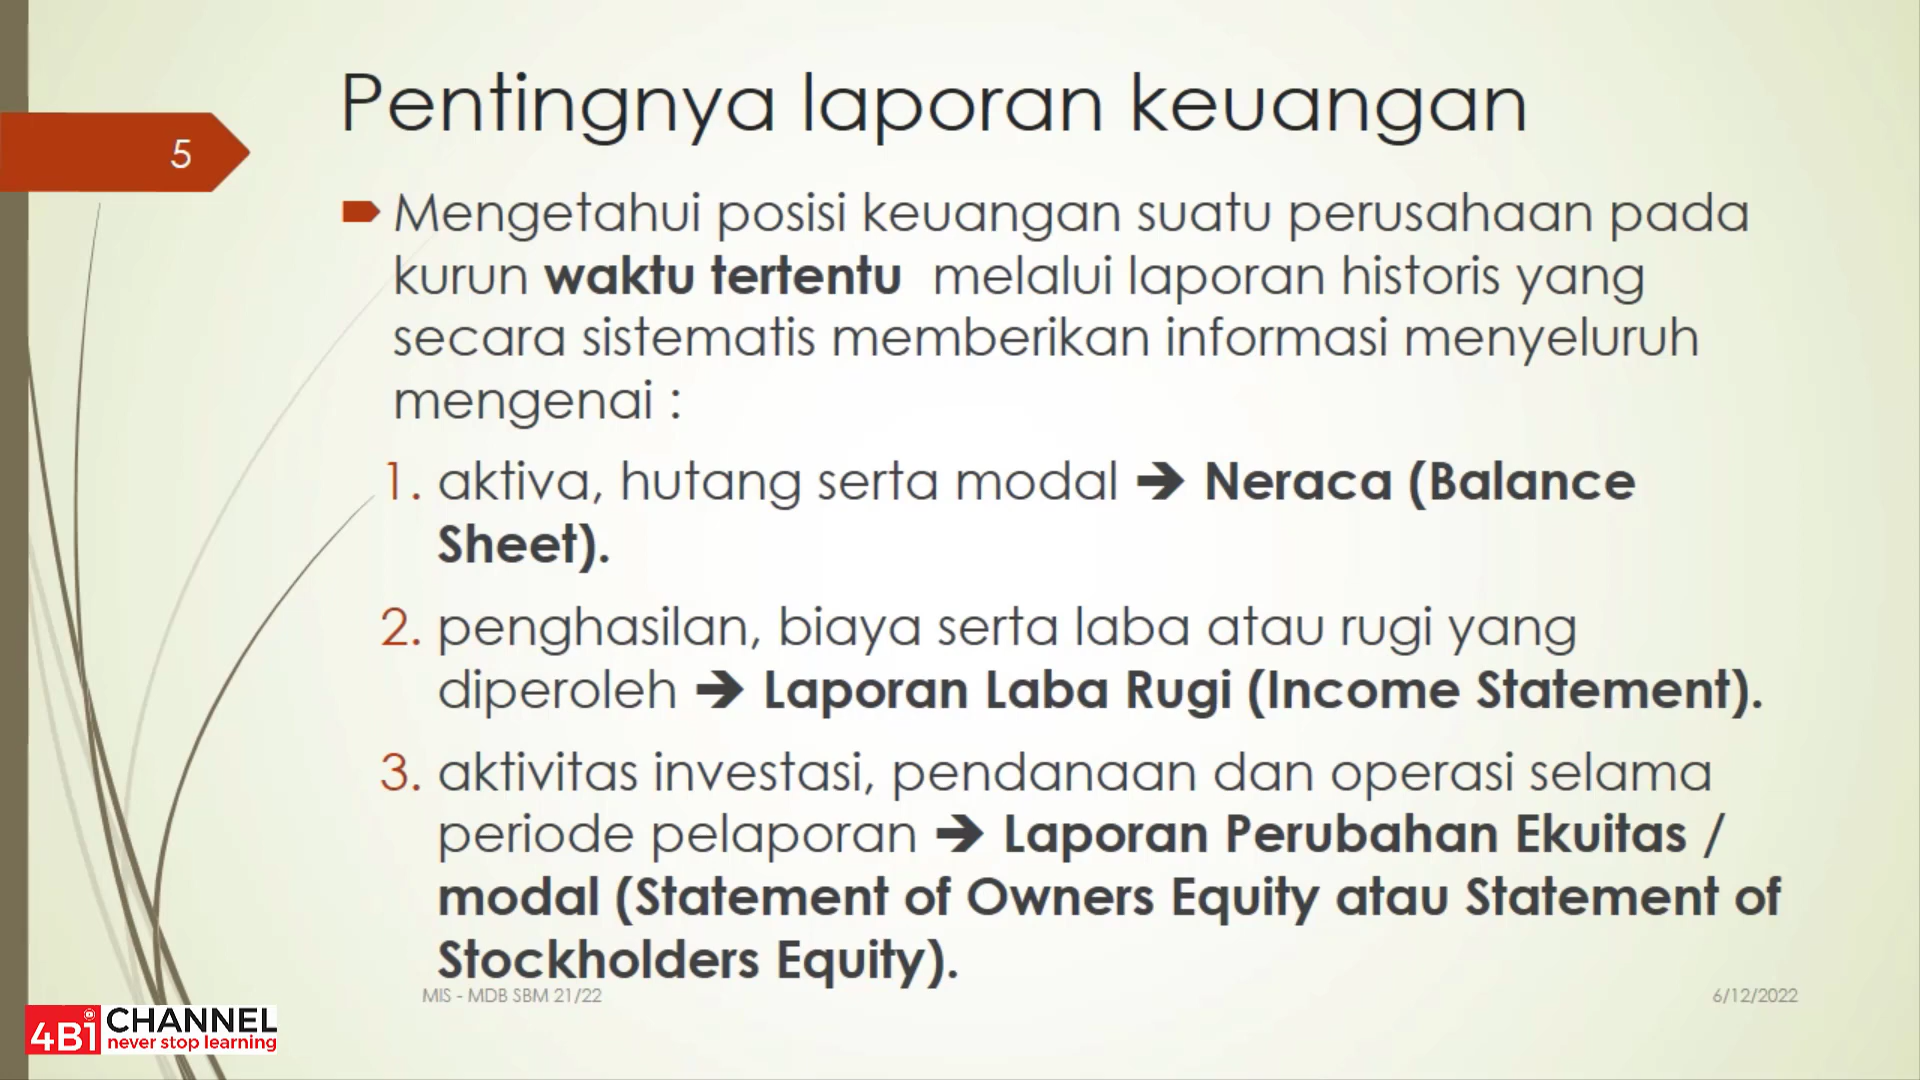 5
Pentingnya laporan keuangan
Mengetahui posisi keuangan suatu perusahaan pada
kurun waktu tertentu melalui laporan historis yang
secara sistematis memberikan informasi menyeluruh
mengenai :
1. aktiva, hutang serta modal ➔ Neraca (Balance
Sheet).
2. penghasilan, biaya serta laba atau rugi yang
diperoleh ➔ Laporan Laba Rugi (Income Statement).
3. aktivitas investasi, pendanaan dan operasi selama
periode pelaporan ➔ Laporan Perubahan Ekuitas /
modal (Statement of Owners Equity atau Statement of
Stockholders Equity).
MIS - MDB SBM 21/22
6/12/2022
4Bi CHANNEL
never stop learning